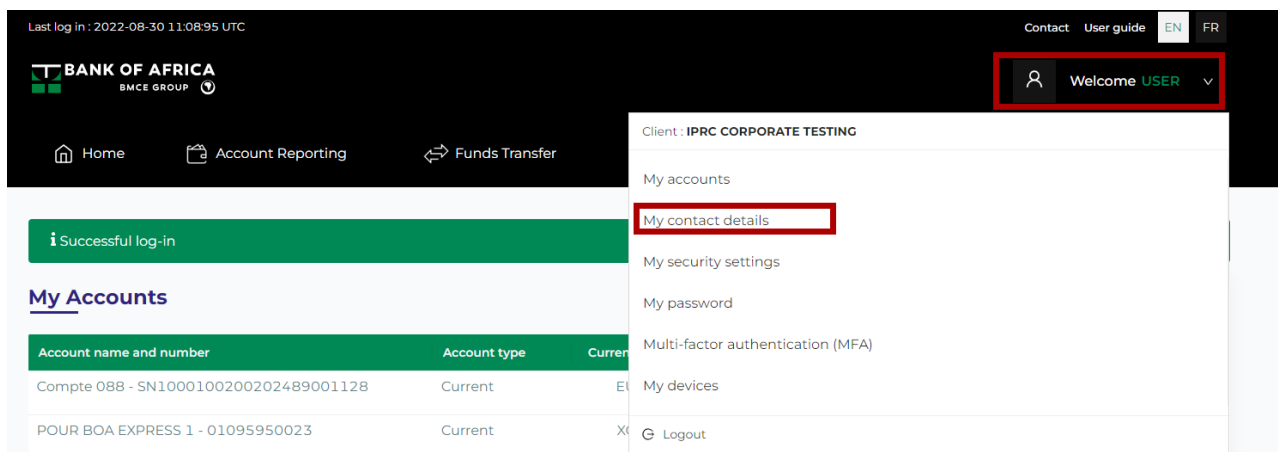 Last log in : 2022-08-30 11:08:95 UTC
Contact User guide EN FR
BANK OF AFRICA
BMCE GROUP
Welcome USER
Home Account Reporting Funds Transfer
Client : IPRC CORPORATE TESTING
My accounts
My contact details
My security settings
My password
Multi-factor authentication (MFA)
My devices
Logout
Successful log-in
My Accounts
Account name and number Account type
Compte 088 - SN1000100200202489001128 Current
POUR BOA EXPRESS 1 - 01095950023 Current